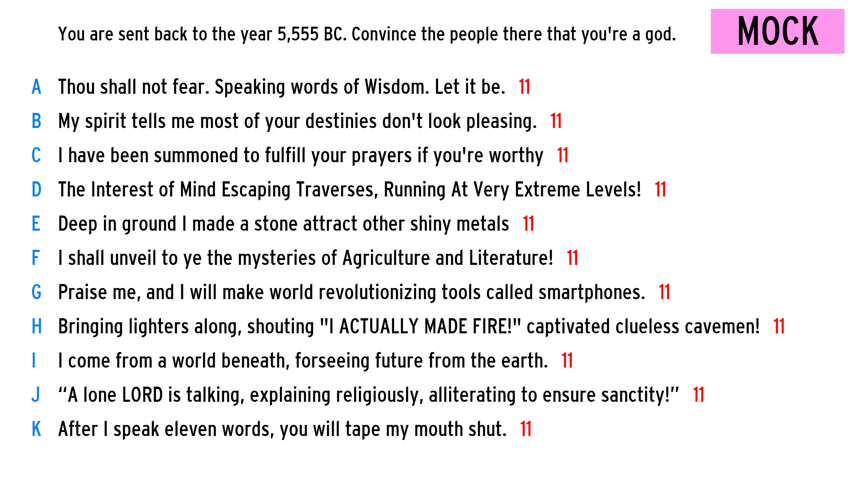 You are sent back to the year 5,555 BC. Convince the people there that you're a god.
MOCK
A Thou shall not fear. Speaking words of Wisdom. Let it be. 11
B My spirit tells me most of your destinies don't look pleasing. 11
C I have been summoned to fulfill your prayers if you're worthy 11
D The Interest of Mind Escaping Traverses, Running At Very Extreme Levels! 11
E Deep in ground I made a stone attract other shiny metals 11
F I shall unveil to ye the mysteries of Agriculture and Literature! 11
G Praise me, and I will make world revolutionizing tools called smartphones. 11
H Bringing lighters along, shouting "I ACTUALLY MADE FIRE!" captivated clueless cavemen! 11
I I come from a world beneath, forseeing future from the earth. 11
J “A lone LORD is talking, explaining religiously, alliterating to ensure sanctity!” 11
K After I speak eleven words, you will tape my mouth shut. 11